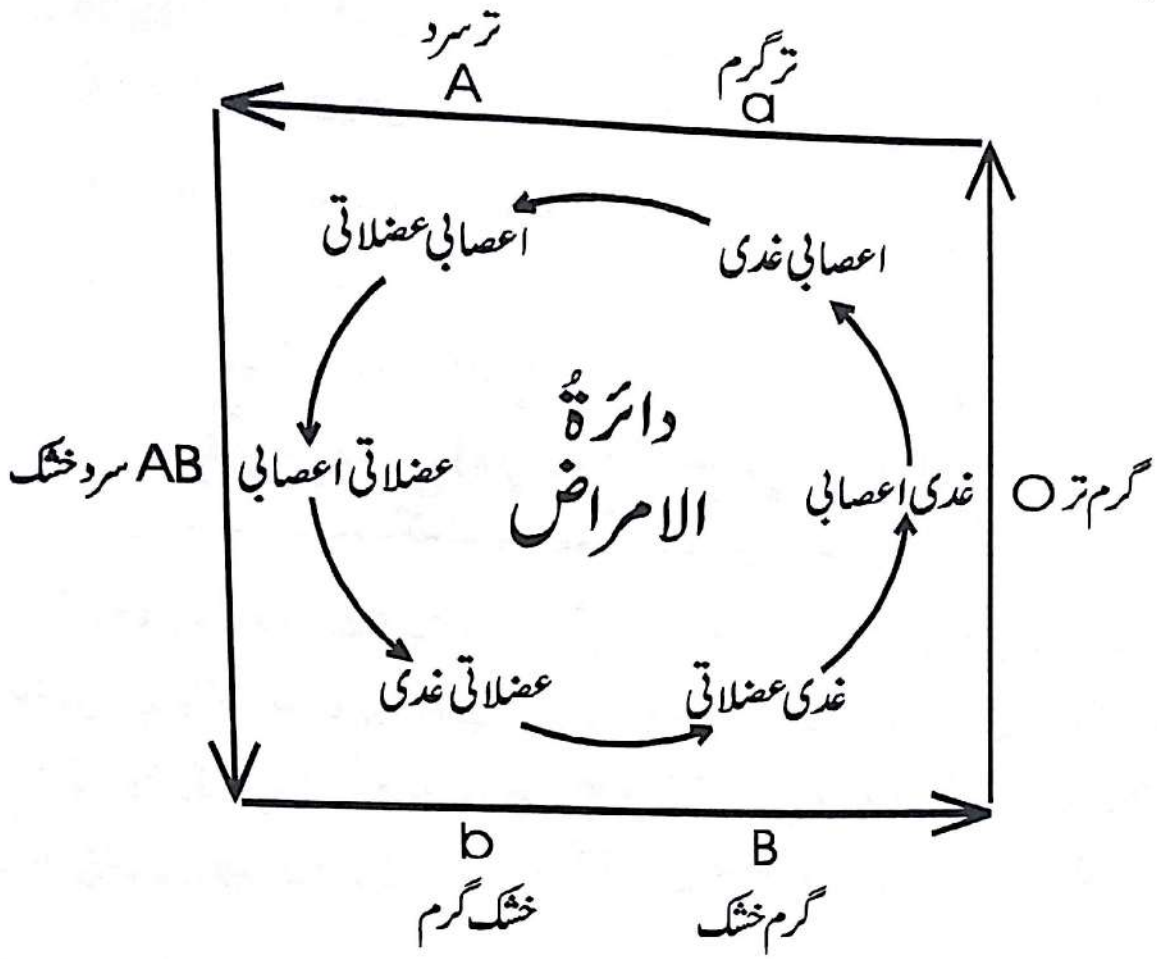 تر سرد
A
تر گرم
a
اعصابی غدی
اعصابی عضلاتی
دائرۃُ
الامراض
گرم تر O
غدی اعصابی
عضلاتی اعصابی
AB سرد خشک
غدی عضلاتی
عضلاتی غدی
B
گرم خشک
b
خشک گرم